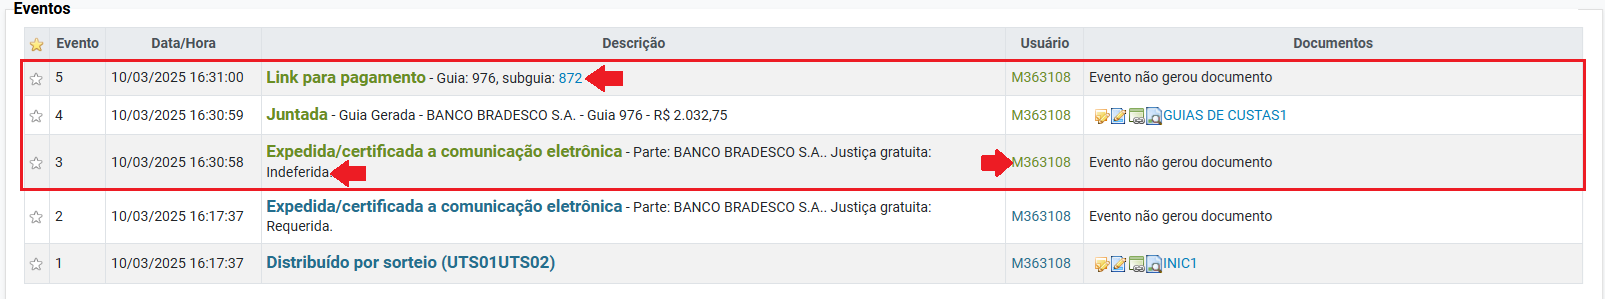 Eventos
Evento Data/Hora Descrição Usuário Documentos
5 10/03/2025 16:31:00 Link para pagamento - Guia: 976, subguia: 872 M363108 Evento não gerou documento
4 10/03/2025 16:30:59 Juntada - Guia Gerada - BANCO BRADESCO S.A. - Guia 976 - R$ 2.032,75 M363108 GUIAS DE CUSTAS1
3 10/03/2025 16:30:58 Expedida/certificada a comunicação eletrônica - Parte: BANCO BRADESCO S.A.. Justiça gratuita: M363108 Evento não gerou documento
Indeferida.
2 10/03/2025 16:17:37 Expedida/certificada a comunicação eletrônica - Parte: BANCO BRADESCO S.A.. Justiça gratuita: M363108 Evento não gerou documento
Requerida.
1 10/03/2025 16:17:37 Distribuído por sorteio (UTS01UTS02) M363108 INIC1